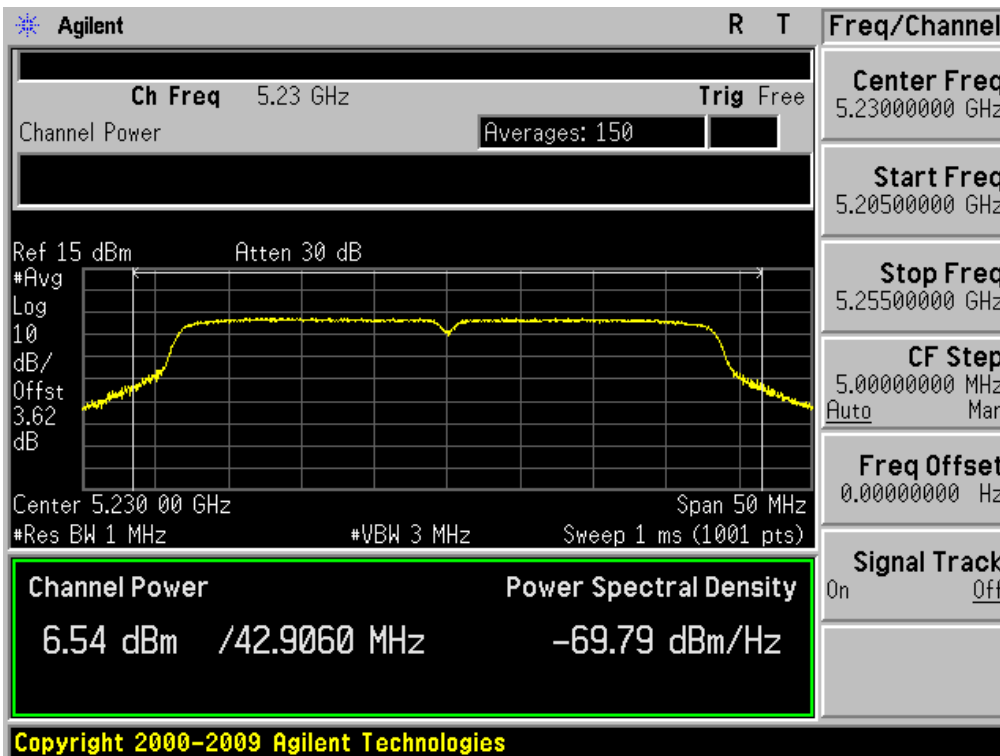 Agilent R T Freq/Channel
Ch Freq 5.23 GHz Trig Free
Channel Power Averages: 150
Center Freq
5.23000000 GHz
Start Freq
5.20500000 GHz
Stop Freq
5.25500000 GHz
CF Step
5.00000000 MHz
Auto Man
Freq Offset
0.00000000 Hz
Signal Track
On Off
Ref 15 dBm Atten 30 dB
#Avg
Log
10
dB/
Offst
3.62
dB
Center 5.230 00 GHz Span 50 MHz
#Res BW 1 MHz #VBW 3 MHz Sweep 1 ms (1001 pts)
Channel Power Power Spectral Density
6.54 dBm /42.9060 MHz -69.79 dBm/Hz
Copyright 2000-2009 Agilent Technologies